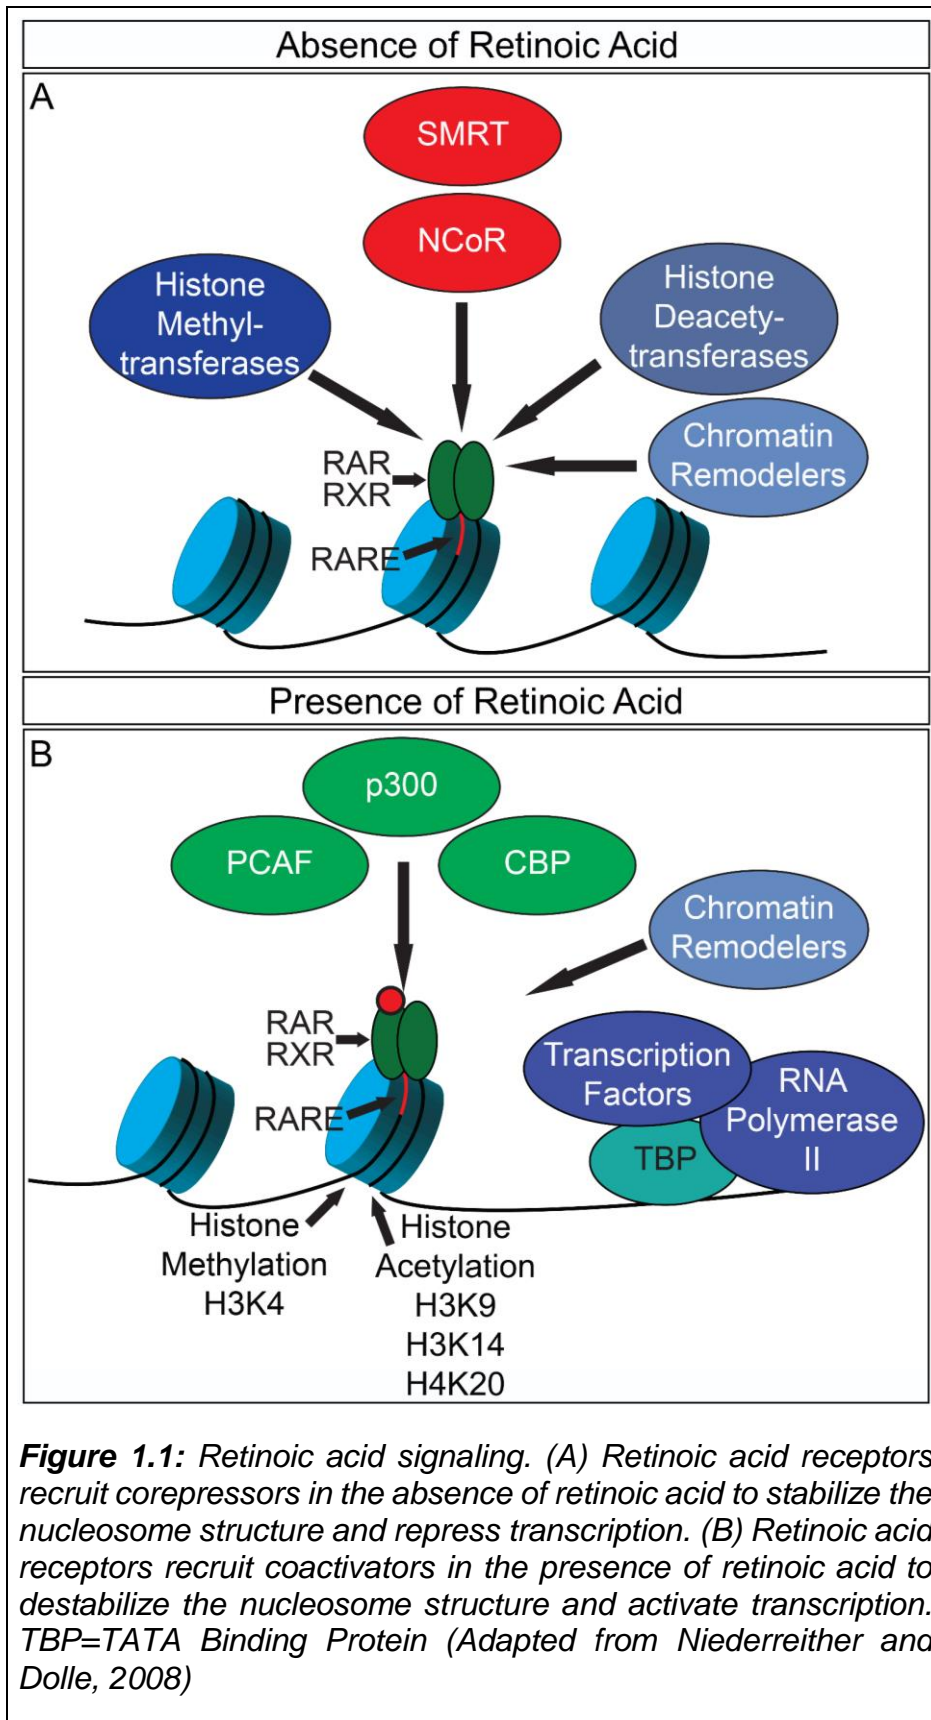 Absence of Retinoic Acid
A
SMRT
NCoR
Histone
Methyl-
transferases
Histone
Deacety-
transferases
Chromatin
Remodelers
RAR
RXR
RARE
Presence of Retinoic Acid
B
p300
PCAF
CBP
Chromatin
Remodelers
RAR
RXR
RARE
Transcription
Factors
RNA
Polymerase
II
TBP
Histone
Methylation
H3K4
Histone
Acetylation
H3K9
H3K14
H4K20
Figure 1.1: Retinoic acid signaling. (A) Retinoic acid receptors
recruit corepressors in the absence of retinoic acid to stabilize the
nucleosome structure and repress transcription. (B) Retinoic acid
receptors recruit coactivators in the presence of retinoic acid to
destabilize the nucleosome structure and activate transcription.
TBP=TATA Binding Protein (Adapted from Niederreither and
Dolle, 2008)